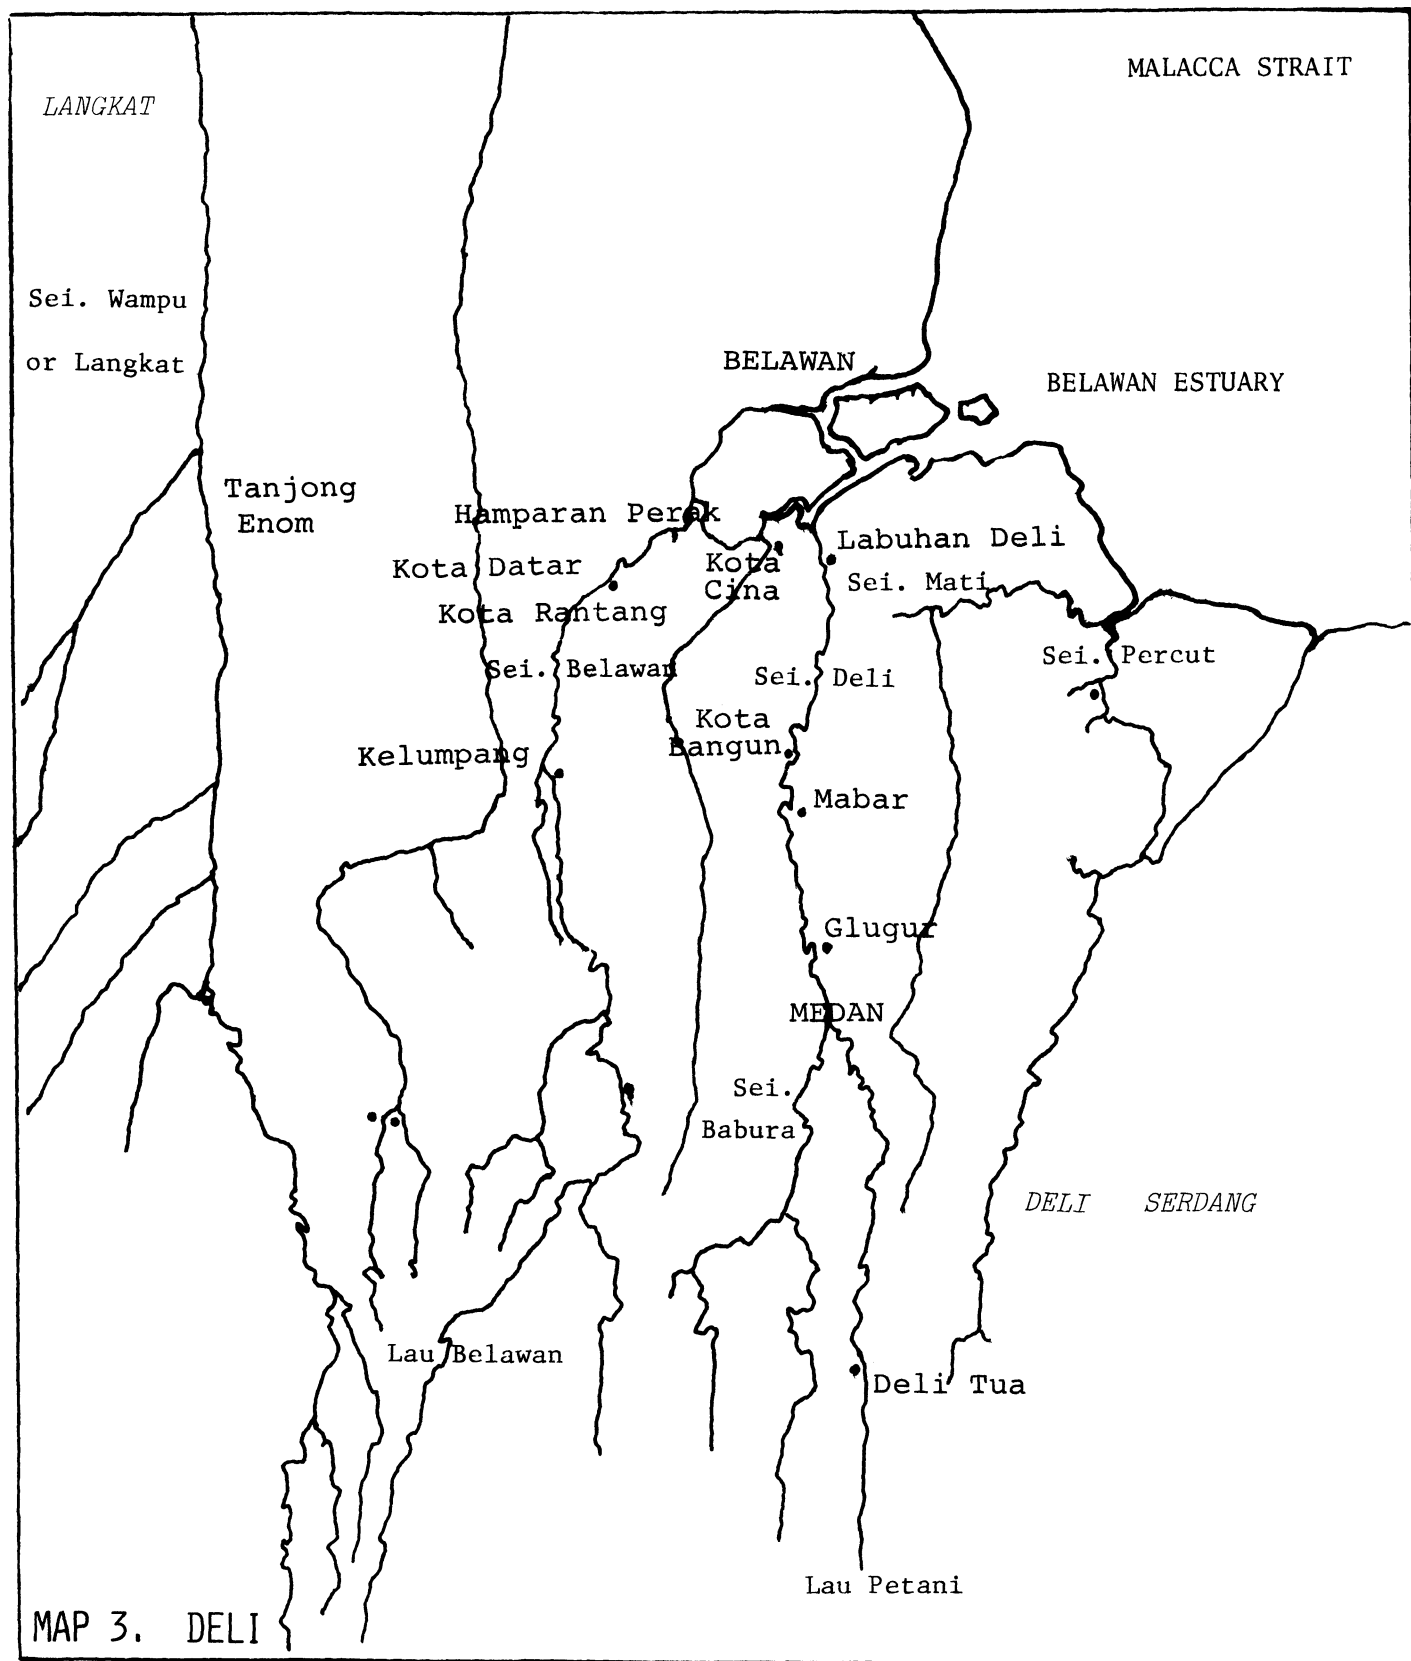 MALACCA STRAIT
LANGKAT
Sei. Wampu
or Langkat
BELAWAN
BELAWAN ESTUARY
Tanjong
Enom
Hamparan Perak
Labuhan Deli
Kota Datar
Kota
Cina
Sei. Mati
Kota Rantang
Sei. Percut
Sei. Belawan
Sei. Deli
Kota
Bangun
Kelumpang
Mabar
Glugur
MEDAN
Sei.
Babura
DELI SERDANG
Lau Belawan
Deli Tua
Lau Petani
MAP 3. DELI